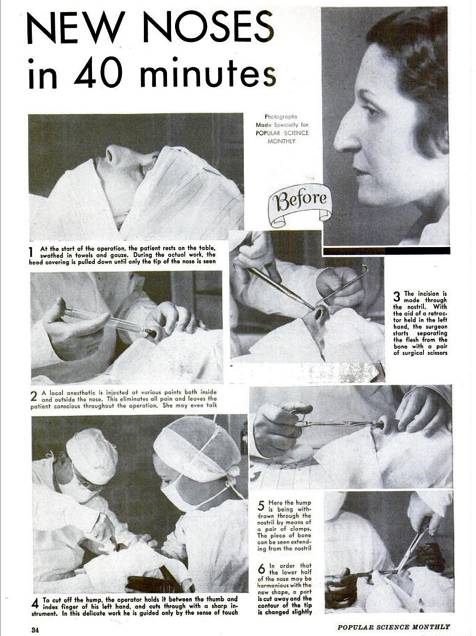 NEW NOSES
in 40 minutes
Photographs
Made Specially for
POPULAR SCIENCE
MONTHLY
Before
1 At the start of the operation, the patient rests on the table,
swathed in towels and gauze. During the actual work, the
head covering is pulled down until only the tip of the nose is seen
2 A local anesthetic is injected at various points both inside
and outside the nose. This eliminates all pain and leaves the
patient conscious throughout the operation. She may even talk
3 The incision is
made through
the nostril. With
the aid of a retrac-
tor held in the left
hand, the surgeon
starts separating
the flesh from the
bone with a pair
of surgical scissors
4 To cut off the hump, the operator holds it between the thumb and
index finger of his left hand, and cuts through with a sharp in-
strument. In this delicate work he is guided only by the sense of touch
5 Here the hump
is being with-
drawn through the
nostril by means of
a pair of clamps.
The piece of bone
can be seen extend-
ing from the nostril
6 In order that
the lower half
of the nose may be
harmonious with the
new shape, a part
is cut away and the
contour of the tip
is changed slightly
34
POPULAR SCIENCE MONTHLY